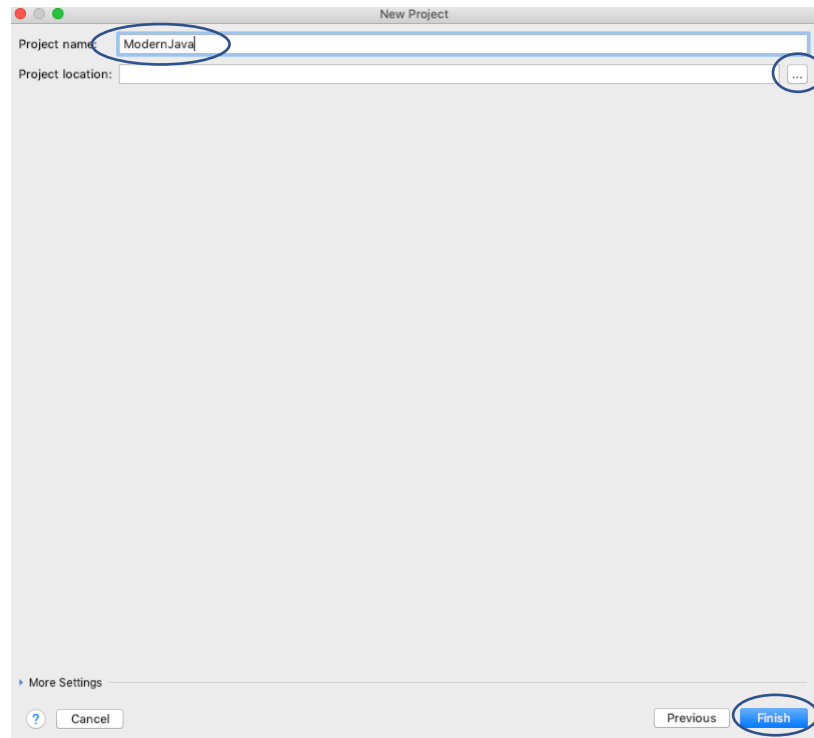 New Project
Project name: ModernJava
Project location:
...
More Settings
? Cancel Previous Finish